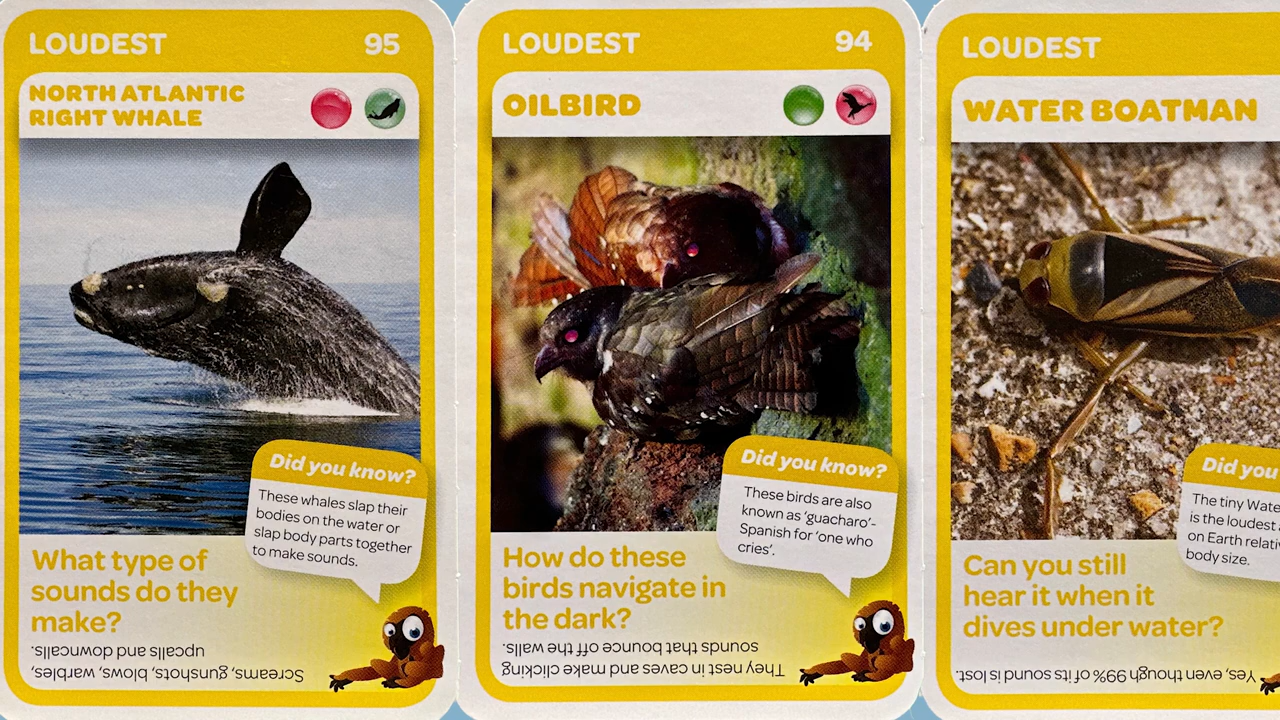 LOUDEST 95
NORTH ATLANTIC
RIGHT WHALE
Did you know?
These whales slap their
bodies on the water or
slap body parts together
to make sounds.
What type of
sounds do they
make?
Screams, gunshots, blows, warbles,
upcalls and downcalls.
LOUDEST 94
OILBIRD
Did you know?
These birds are also
known as 'guacharo'-
Spanish for 'one who
cries'.
How do these
birds navigate in
the dark?
They nest in caves and make clicking
sounds that bounce off the walls.
LOUDEST
WATER BOATMAN
Did you
The tiny Wate
is the loudest
on Earth relati
body size.
Can you still
hear it when it
dives under water?
Yes, even though 99% of its sound is lost.